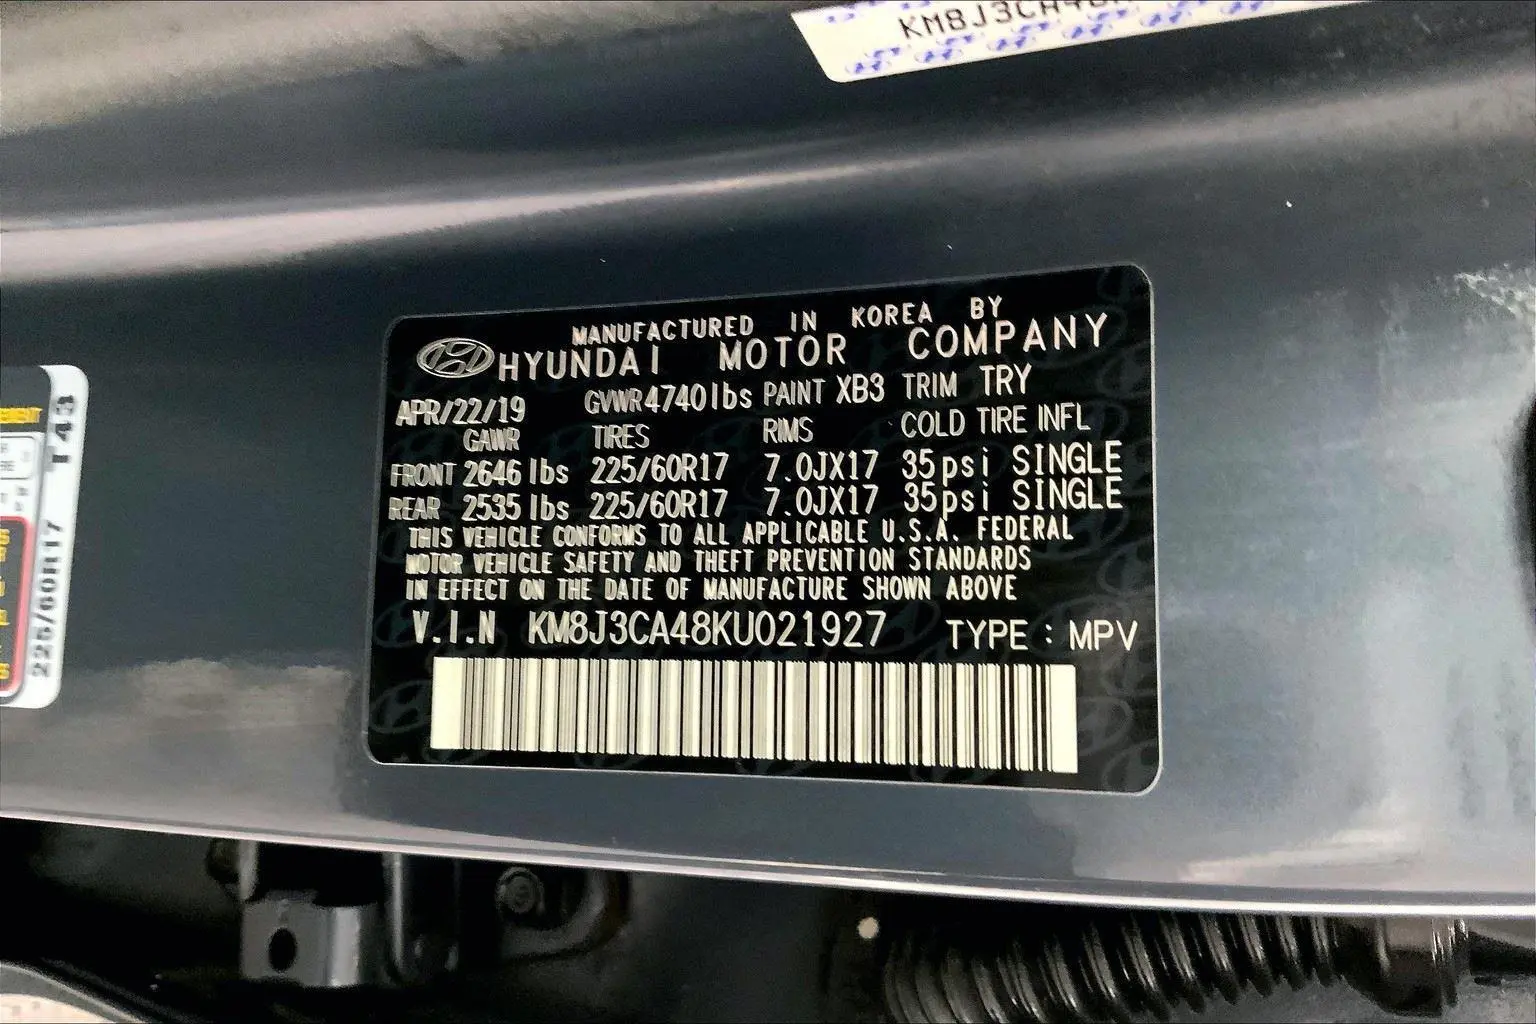 KM8J3CA48
MANUFACTURED IN KOREA BY
HYUNDAI MOTOR COMPANY
APR/22/19 GVWR 4740lbs PAINT XB3 TRIM TRY
GAWR TIRES RIMS COLD TIRE INFL
FRONT 2646 lbs 225/60R17 7.0JX17 35psi SINGLE
REAR 2535 lbs 225/60R17 7.0JX17 35psi SINGLE
THIS VEHICLE CONFORMS TO ALL APPLICABLE U.S.A. FEDERAL
MOTOR VEHICLE SAFETY AND THEFT PREVENTION STANDARDS
IN EFFECT ON THE DATE OF MANUFACTURE SHOWN ABOVE
V.I.N KM8J3CA48KU021927 TYPE : MPV
225/60R17 T43